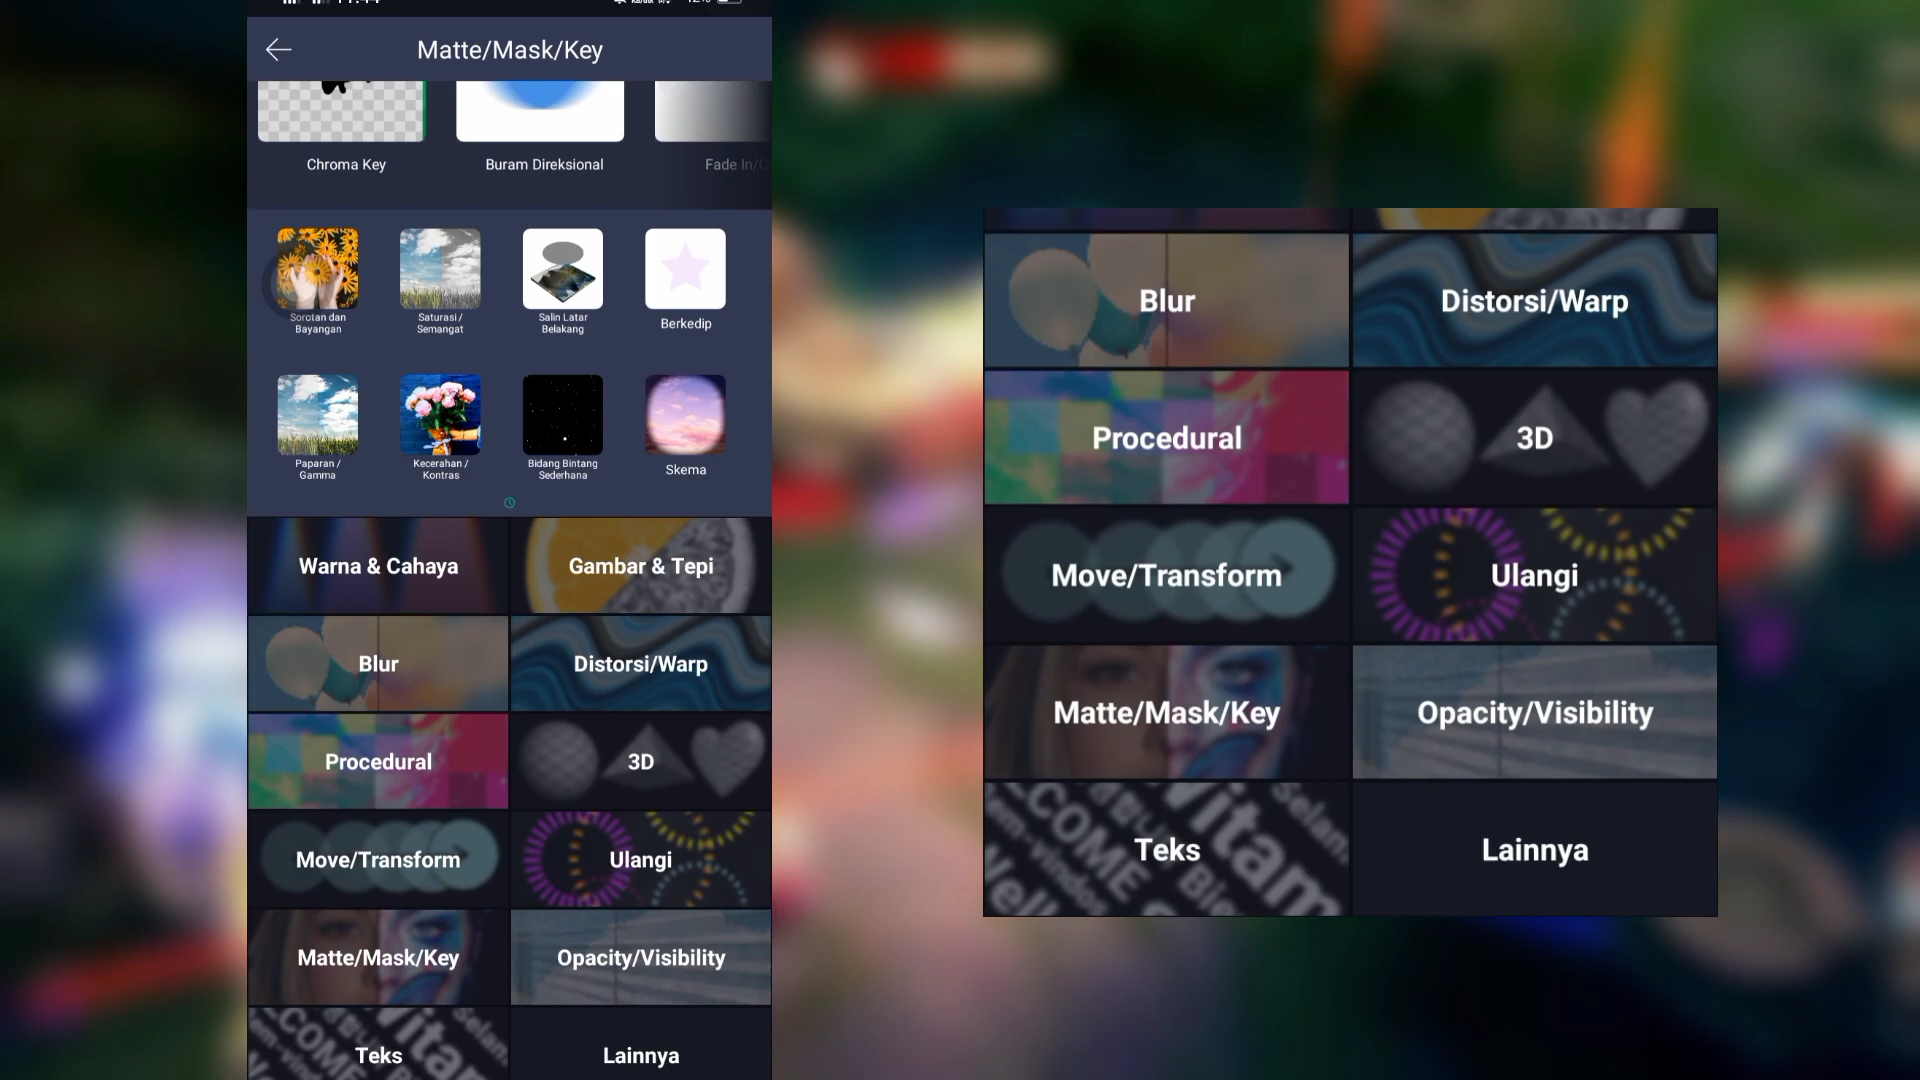 Matte/Mask/Key
Chroma Key
Buram Direksional
Fade In/O
Sorotan dan
Bayangan
Saturasi /
Semangat
Salin Latar
Belakang
Berkedip
Paparan /
Gamma
Kecerahan /
Kontras
Bidang Bintang
Sederhana
Skema
Warna & Cahaya
Gambar & Tepi
Blur
Distorsi/Warp
Procedural
3D
Move/Transform
Ulangi
Matte/Mask/Key
Opacity/Visibility
Teks
Lainnya
Blur
Distorsi/Warp
Procedural
3D
Move/Transform
Ulangi
Matte/Mask/Key
Opacity/Visibility
Teks
Lainnya